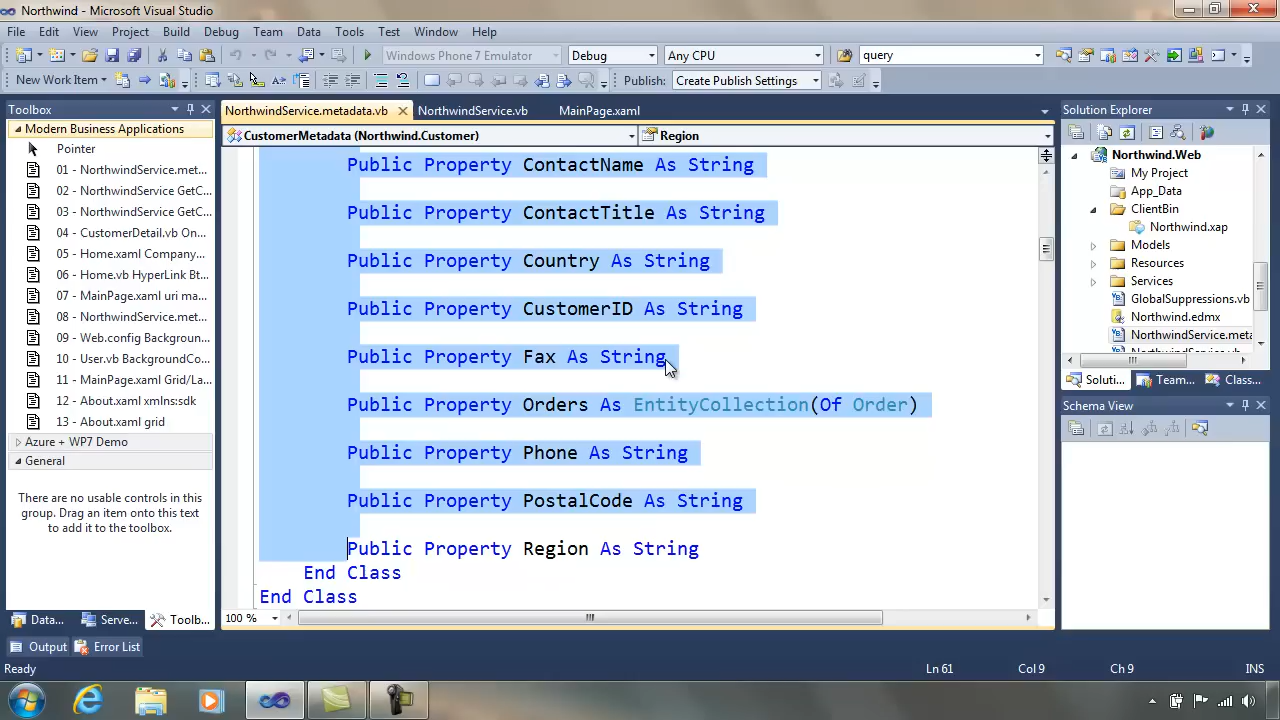 Northwind - Microsoft Visual Studio
File Edit View Project Build Debug Team Data Tools Test Window Help
Windows Phone 7 Emulator Debug Any CPU query
New Work Item Publish: Create Publish Settings
Toolbox
Modern Business Applications
Pointer
01 - NorthwindService.met...
02 - NorthwindService GetC...
03 - NorthwindService GetC...
04 - CustomerDetail.vb On...
05 - Home.xaml Company...
06 - Home.vb HyperLink Bt...
07 - MainPage.xaml uri ma...
08 - NorthwindService.met...
09 - Web.config Backgroun...
10 - User.vb BackgroundCo...
11 - MainPage.xaml Grid/La...
12 - About.xaml xmlns:sdk
13 - About.xaml grid
Azure + WP7 Demo
General
There are no usable controls in this
group. Drag an item onto this text
to add it to the toolbox.
Data... Serve... Toolb...
NorthwindService.metadata.vb NorthwindService.vb MainPage.xaml
CustomerMetadata (Northwind.Customer) Region
Public Property ContactName As String
Public Property ContactTitle As String
Public Property Country As String
Public Property CustomerID As String
Public Property Fax As String
Public Property Orders As EntityCollection(Of Order)
Public Property Phone As String
Public Property PostalCode As String
Public Property Region As String
End Class
End Class
100 %
Solution Explorer
Northwind.Web
My Project
App_Data
ClientBin
Northwind.xap
Models
Resources
Services
GlobalSuppressions.vb
Northwind.edmx
NorthwindService.meta
Soluti... Team... Class...
Schema View
Output Error List
Ready Ln 61 Col 9 Ch 9 INS